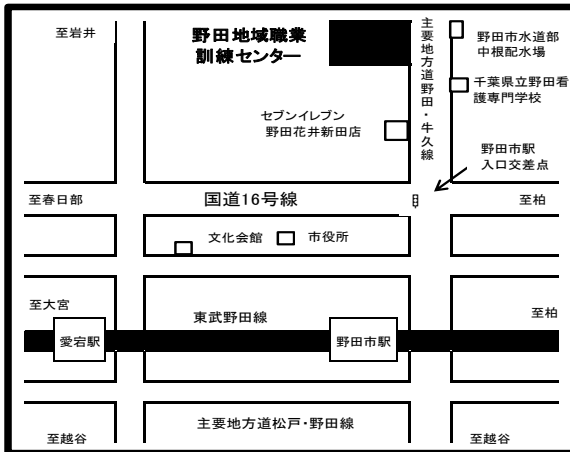 至岩井
野田地域職業
訓練センター
主要地方道野田・牛久線
野田市水道部
中根配水場
千葉県立野田看
護専門学校
セブンイレブン
野田花井新田店
野田市駅
入口交差点
至春日部
国道16号線
至柏
文化会館
市役所
至大宮
東武野田線
至柏
愛宕駅
野田市駅
主要地方道松戸・野田線
至越谷
至越谷